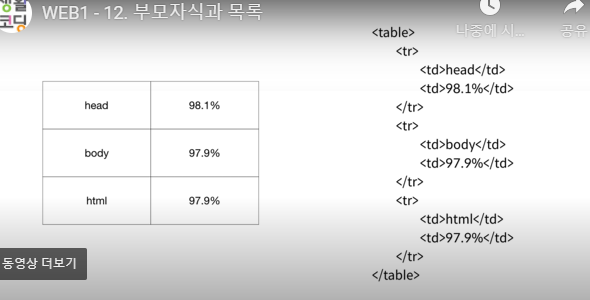 생활
코딩
WEB1 - 12. 부모자식과 목록
나중에 시...
공유
head 98.1%
body 97.9%
html 97.9%
<table>
<tr>
<td>head</td>
<td>98.1%</td>
</tr>
<tr>
<td>body</td>
<td>97.9%</td>
</tr>
<tr>
<td>html</td>
<td>97.9%</td>
</tr>
</table>
동영상 더보기